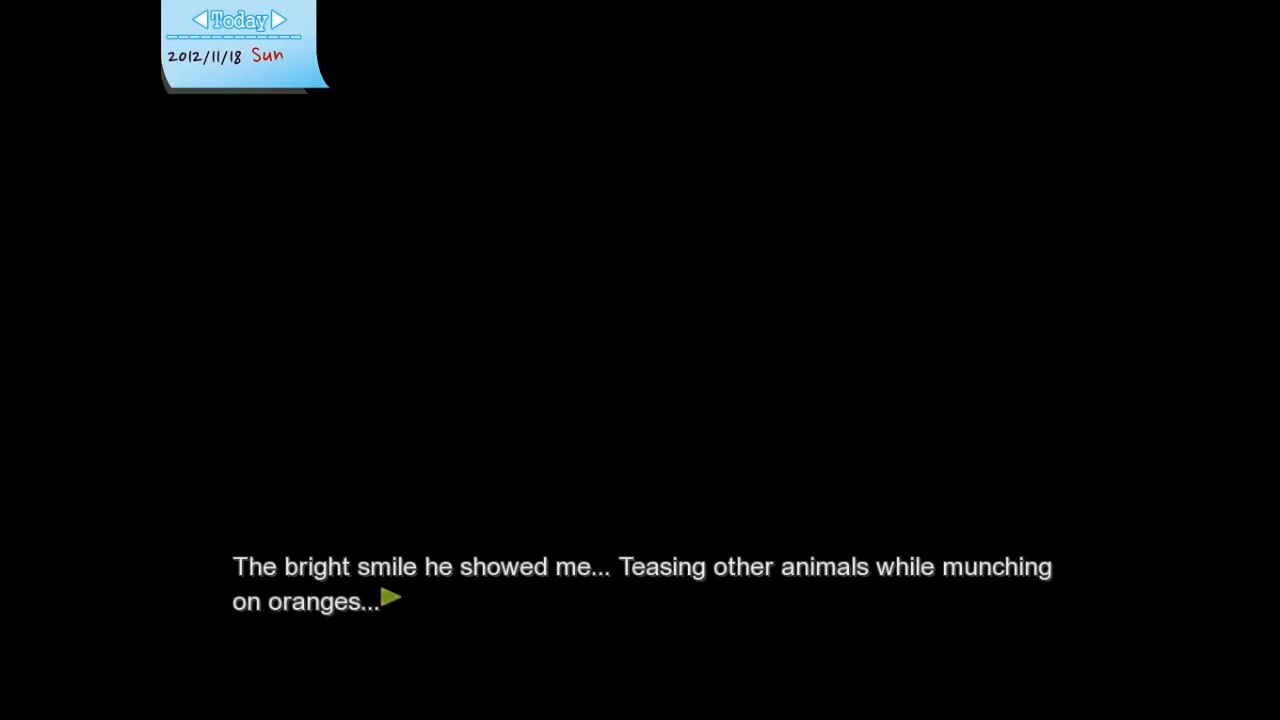 Today
2012/11/18 Sun
The bright smile he showed me... Teasing other animals while munching
on oranges...